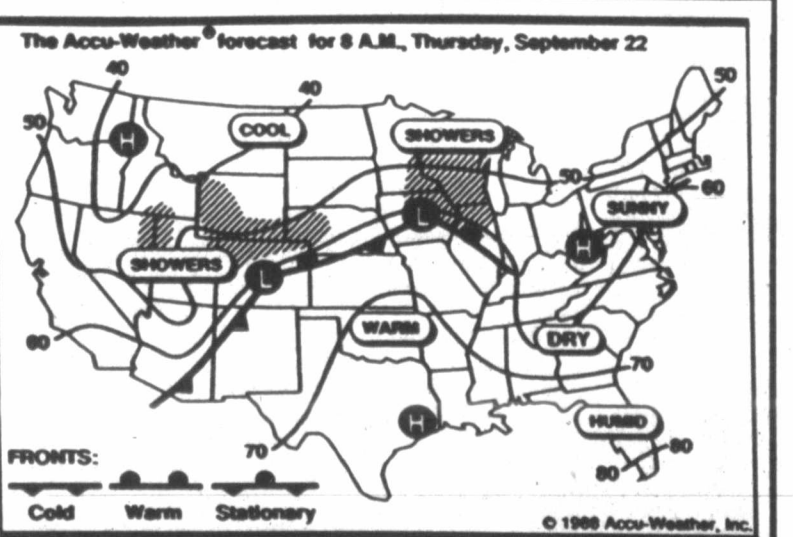 The Accu-Weather® forecast for 8 A.M., Thursday, September 22
40
40
50
50
H
COOL
SHOWERS
50
60
SUNNY
SHOWERS
L
L
H
60
WARM
DRY
70
H
HUMID
70
80
80
FRONTS:
Cold Warm Stationary
© 1988 Accu-Weather, Inc.